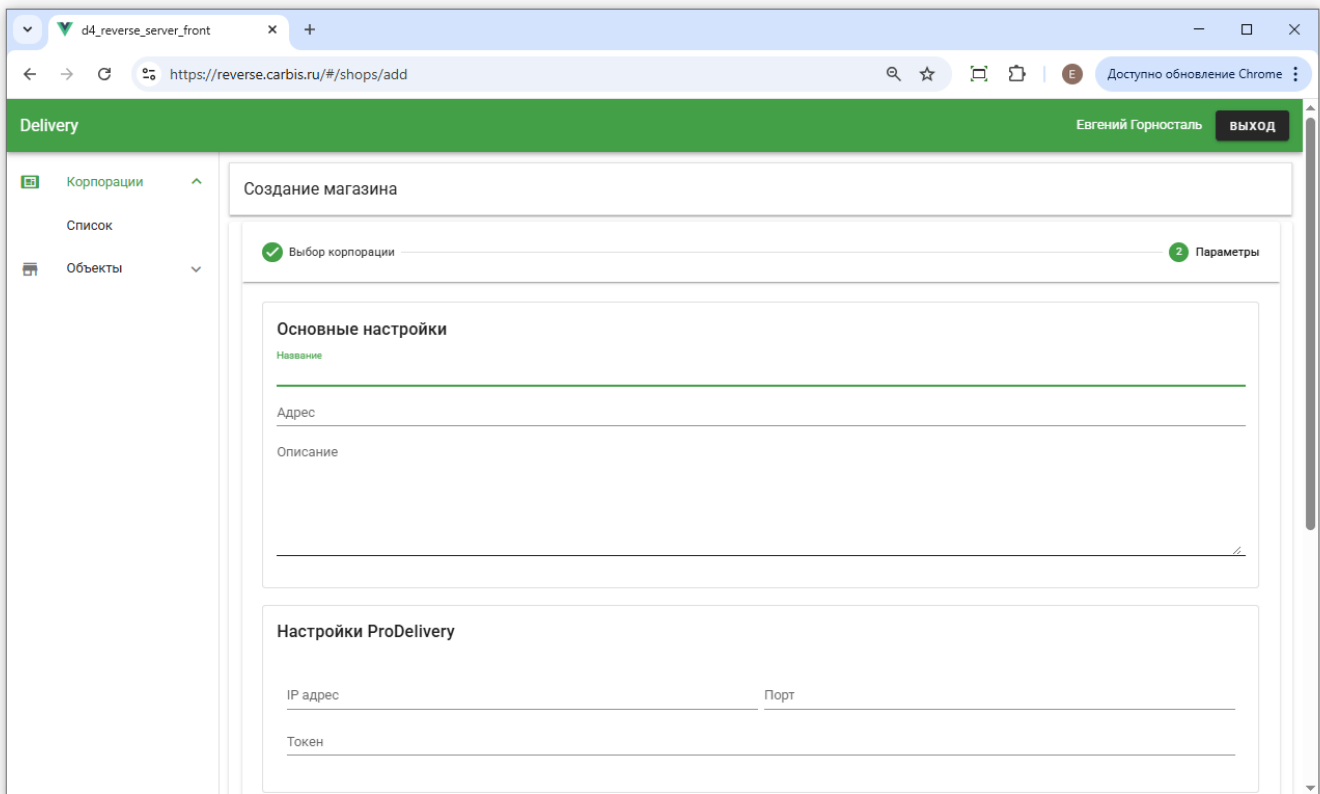 d4_reverse_server_front
https://reverse.carbis.ru/#/shops/add
E
Доступно обновление Chrome
Delivery
Евгений Горносталь
ВЫХОД
Корпорации
Список
Объекты
Создание магазина
Выбор корпорации
2 Параметры
Основные настройки
Название
Адрес
Описание
Настройки ProDelivery
IP адрес
Порт
Токен